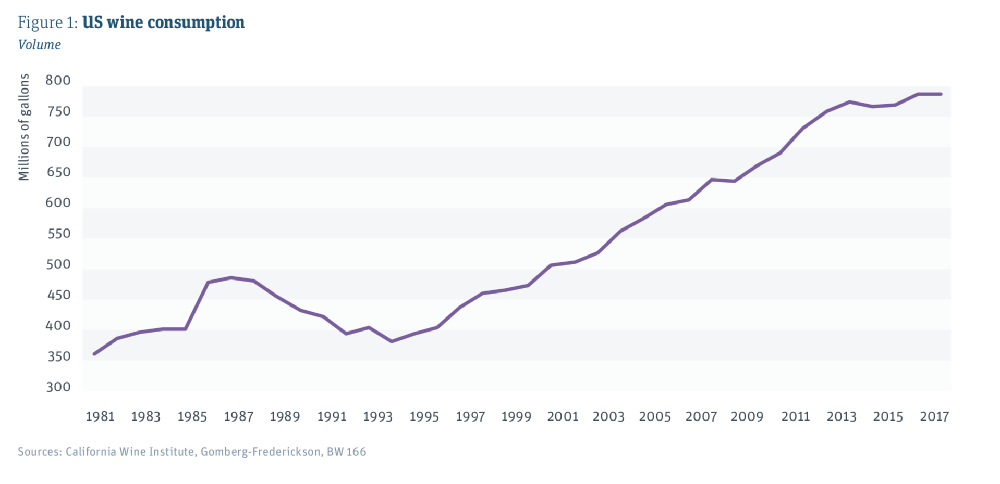 Figure 1: US wine consumption
Volume
Millions of gallons
800
750
700
650
600
550
500
450
400
350
300
1981 1983 1985 1987 1989 1991 1993 1995 1997 1999 2001 2003 2005 2007 2009 2011 2013 2015 2017
Sources: California Wine Institute, Gomberg-Frederickson, BW 166